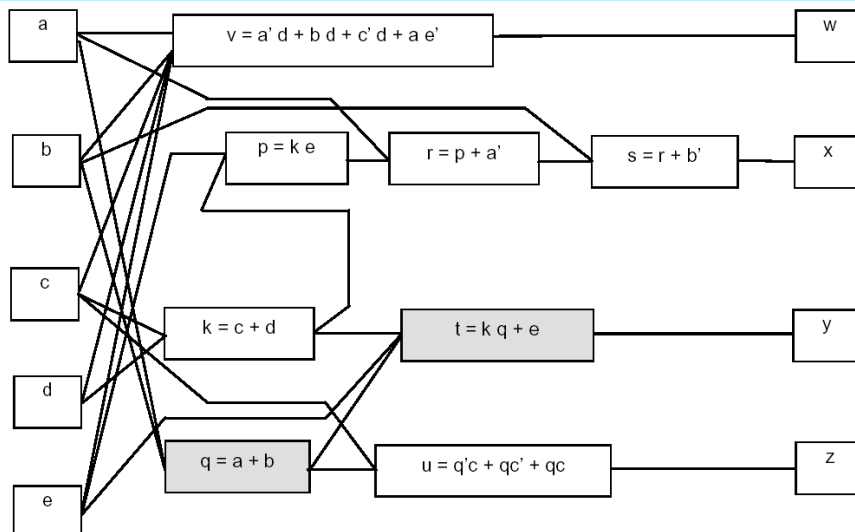 a
v = a' d + b d + c' d + a e'
w
b
p = k e
r = p + a'
s = r + b'
x
c
k = c + d
t = k q + e
y
d
q = a + b
u = q'c + qc' + qc
z
e